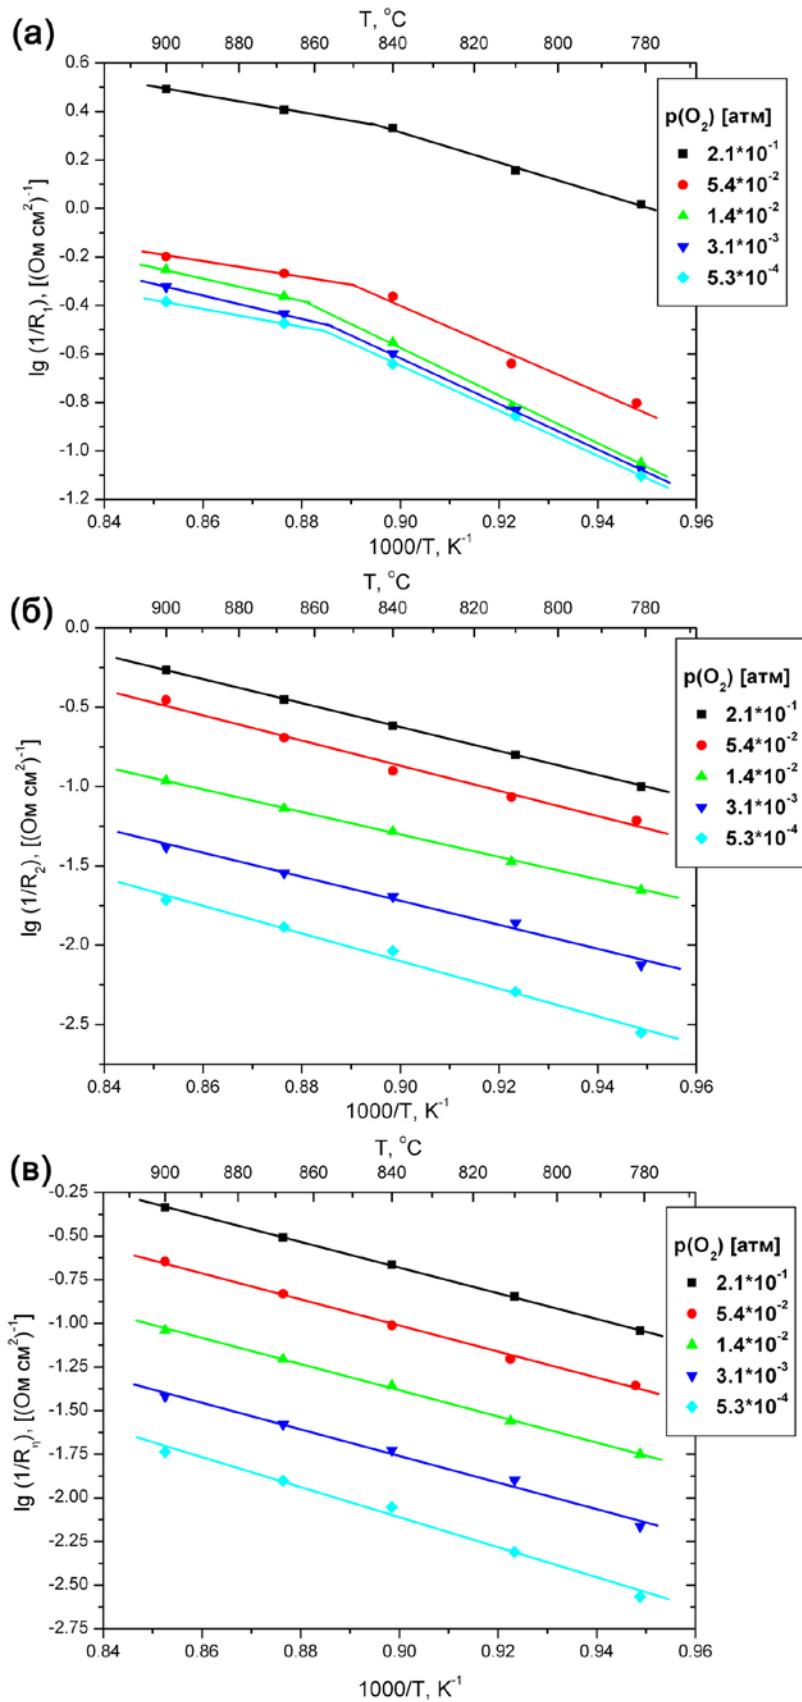 (а)
T, °C
900 870 860 840 810 800 780
0.6
0.4
0.2
0.0
-0.2
-0.4
-0.6
-0.8
-1.0
-1.2
lg (1/R₁), [(Ом см²)⁻¹
0.84 0.86 0.88 0.90 0.92 0.94 0.96
1000/T, K⁻¹
p(O₂) [атм]
2.1*10⁻¹
5.4*10⁻²
1.4*10⁻²
3.1*10⁻³
5.3*10⁻⁴
(б)
T, °C
900 870 860 840 810 800 780
0.0
-0.5
-1.0
-1.5
-2.0
-2.5
lg (1/R₂), [(Ом см²)⁻¹
0.84 0.86 0.88 0.90 0.92 0.94 0.96
1000/T, K⁻¹
p(O₂) [атм]
2.1*10⁻¹
5.4*10⁻²
1.4*10⁻²
3.1*10⁻³
5.3*10⁻⁴
(в)
T, °C
900 870 860 840 810 800 780
-0.25
-0.50
-0.75
-1.00
-1.25
-1.50
-1.75
-2.00
-2.25
-2.50
-2.75
lg (1/R_η), [(Ом см²)⁻¹
0.84 0.86 0.88 0.90 0.92 0.94 0.96
1000/T, K⁻¹
p(O₂) [атм]
2.1*10⁻¹
5.4*10⁻²
1.4*10⁻²
3.1*10⁻³
5.3*10⁻⁴